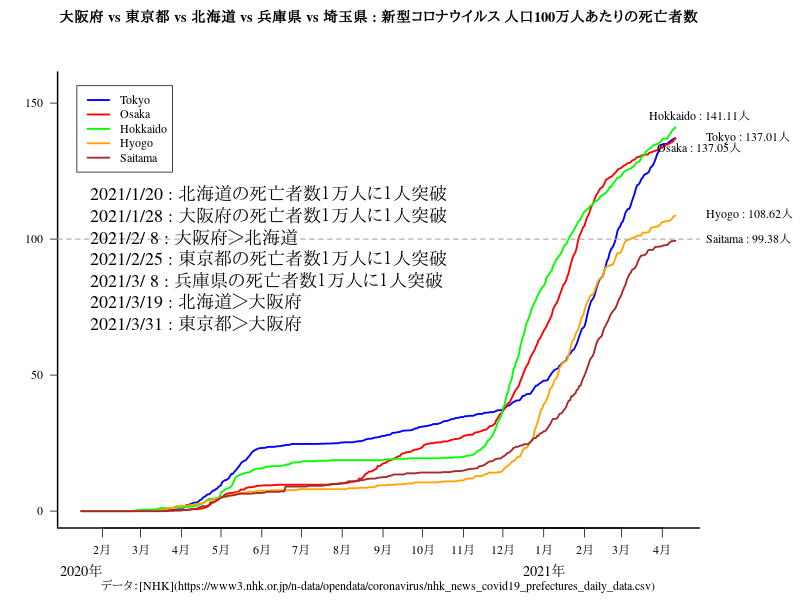 大阪府 vs 東京都 vs 北海道 vs 兵庫県 vs 埼玉県 : 新型コロナウイルス 人口100万人あたりの死亡者数
150
100
50
0
Tokyo
Osaka
Hokkaido
Hyogo
Saitama
2021/1/20 : 北海道の死亡者数1万人に1人突破
2021/1/28 : 大阪府の死亡者数1万人に1人突破
2021/2/ 8 : 大阪府＞北海道
2021/2/25 : 東京都の死亡者数1万人に1人突破
2021/3/ 8 : 兵庫県の死亡者数1万人に1人突破
2021/3/19 : 北海道＞大阪府
2021/3/31 : 東京都＞大阪府
Hokkaido : 141.11人
Tokyo : 137.01人
Osaka : 137.05人
Hyogo : 108.62人
Saitama : 99.38人
2月 3月 4月 5月 6月 7月 8月 9月 10月 11月 12月 1月 2月 3月 4月
2020年 2021年
データ：[NHK](https://www3.nhk.or.jp/n-data/opendata/coronavirus/nhk_news_covid19_prefectures_daily_data.csv)